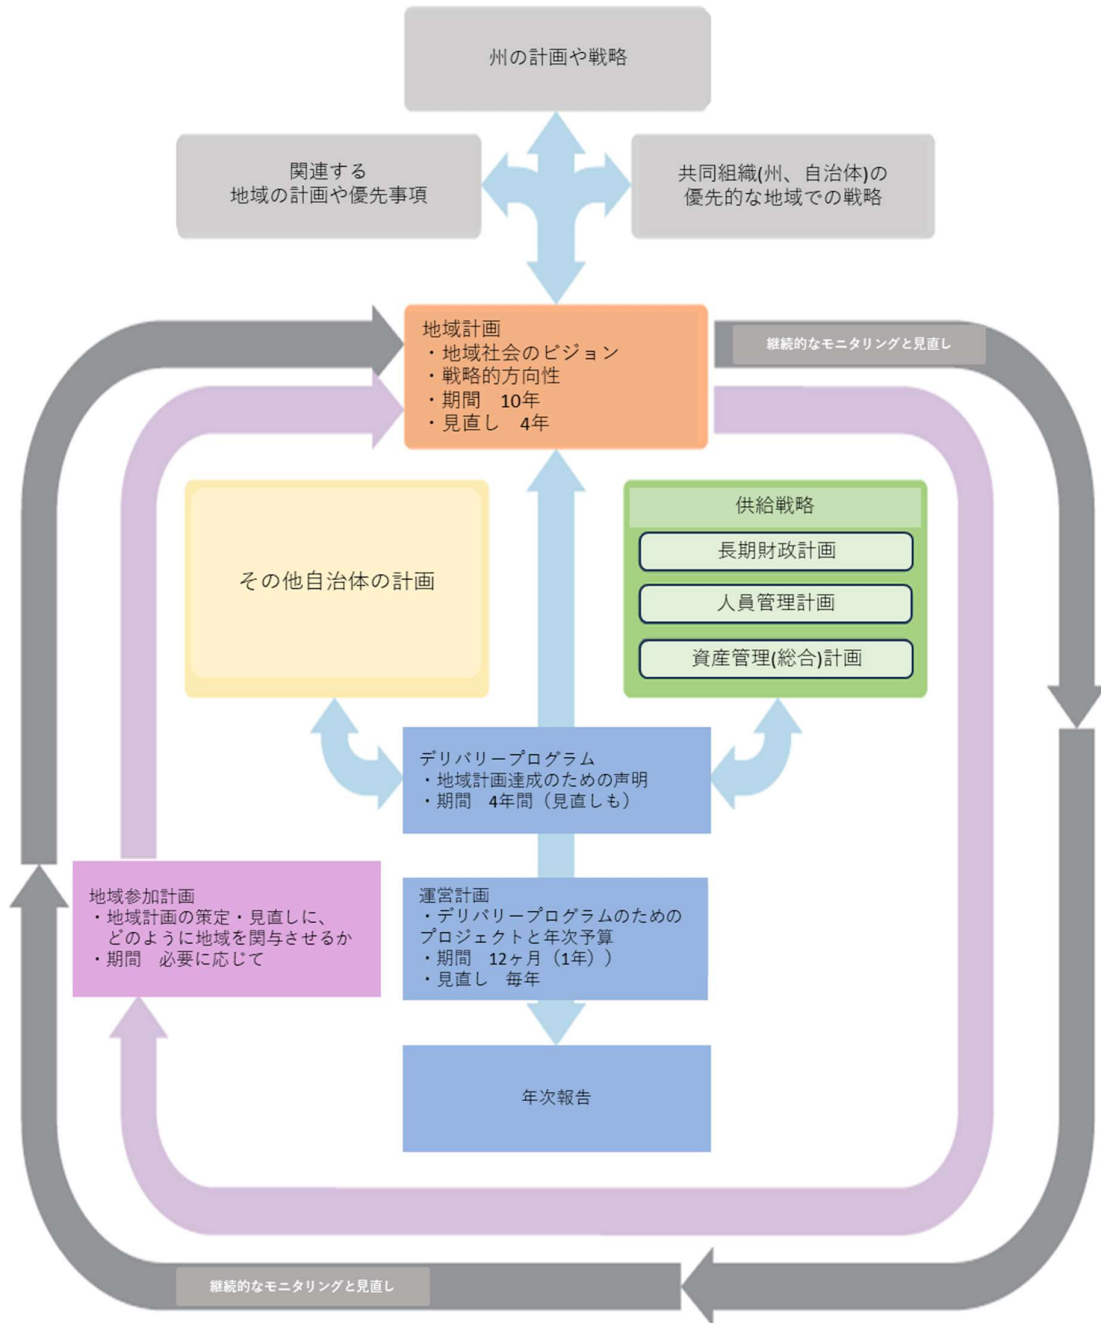 州の計画や戦略
関連する
地域の計画や優先事項
共同組織(州、自治体)の
優先的な地域での戦略
地域計画
・地域社会のビジョン
・戦略的方向性
・期間　10年
・見直し　4年
継続的なモニタリングと見直し
その他自治体の計画
供給戦略
長期財政計画
人員管理計画
資産管理(総合)計画
デリバリープログラム
・地域計画達成のための声明
・期間　4年間（見直しも）
地域参加計画
・地域計画の策定・見直しに、
どのように地域を関与させるか
・期間　必要に応じて
運営計画
・デリバリープログラムのための
プロジェクトと年次予算
・期間　12ヶ月（1年））
・見直し　毎年
年次報告
継続的なモニタリングと見直し